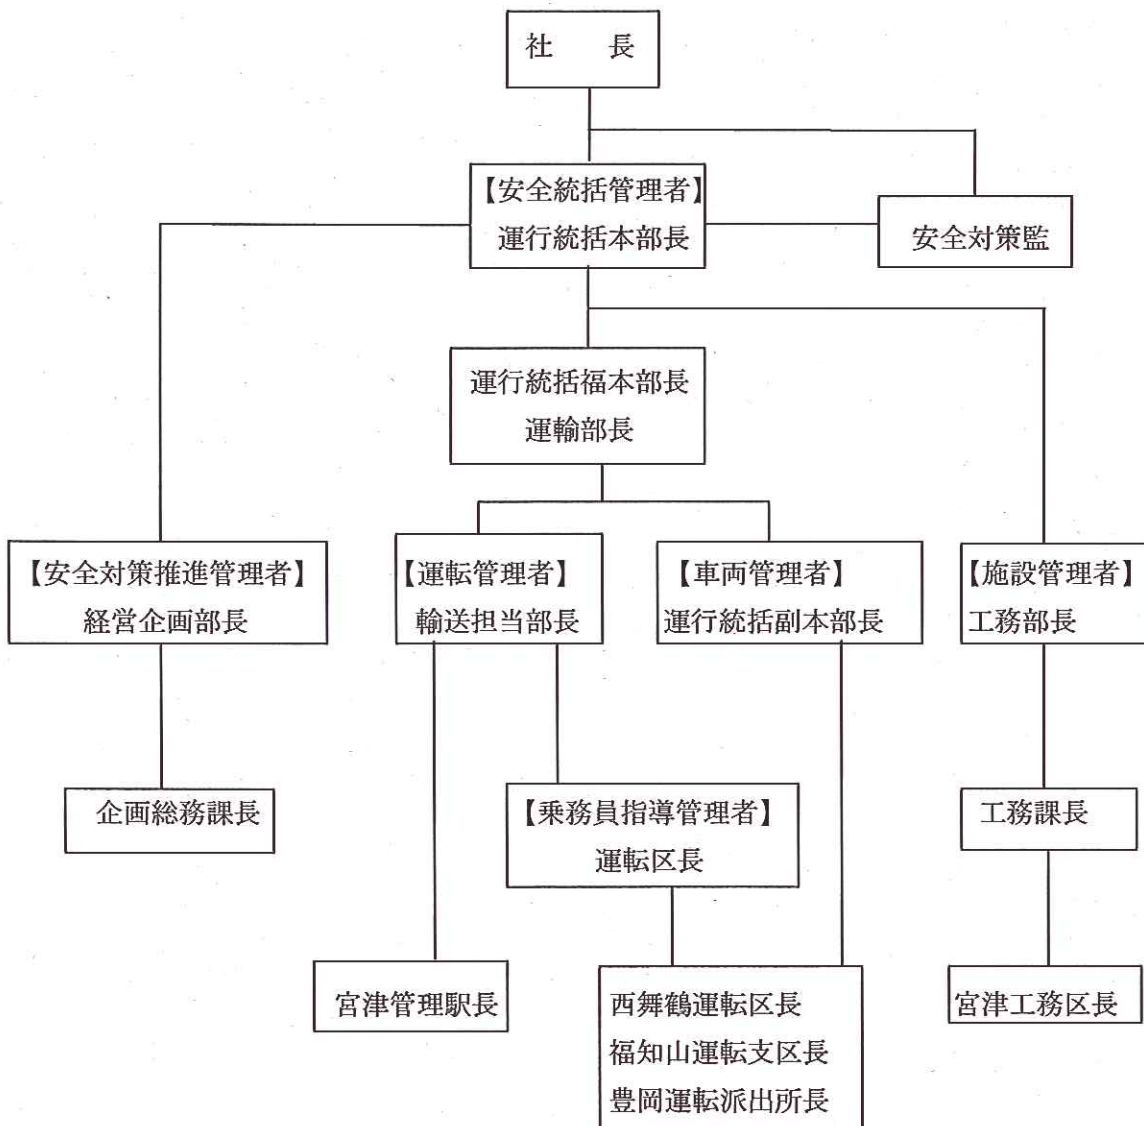 社　　長
【安全統括管理者】
運行統括本部長
安全対策監
運行統括福本部長
運輸部長
【安全対策推進管理者】
経営企画部長
【運転管理者】
輸送担当部長
【車両管理者】
運行統括副本部長
【施設管理者】
工務部長
企画総務課長
【乗務員指導管理者】
運転区長
工務課長
宮津管理駅長
西舞鶴運転区長
福知山運転支区長
豊岡運転派出所長
宮津工務区長